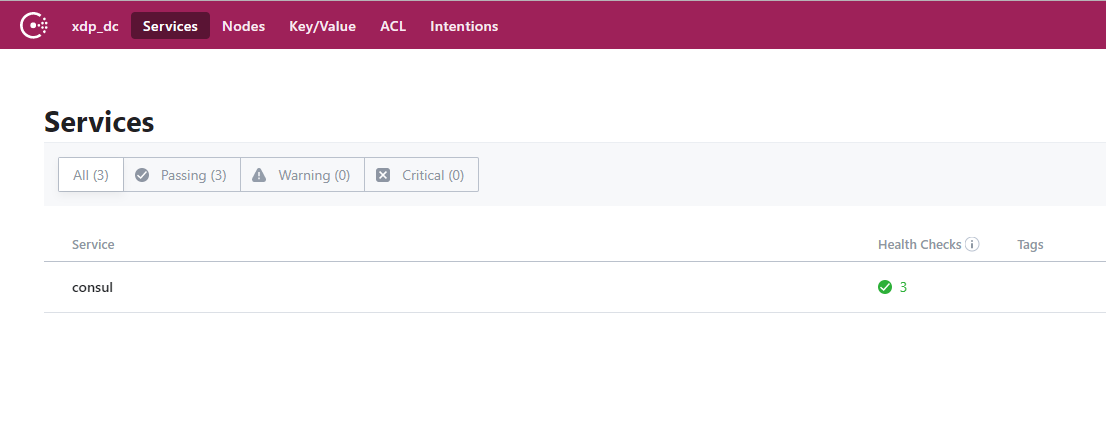 xdp_dc Services Nodes Key/Value ACL Intentions
Services
All (3) Passing (3) Warning (0) Critical (0)
Service Health Checks Tags
consul 3